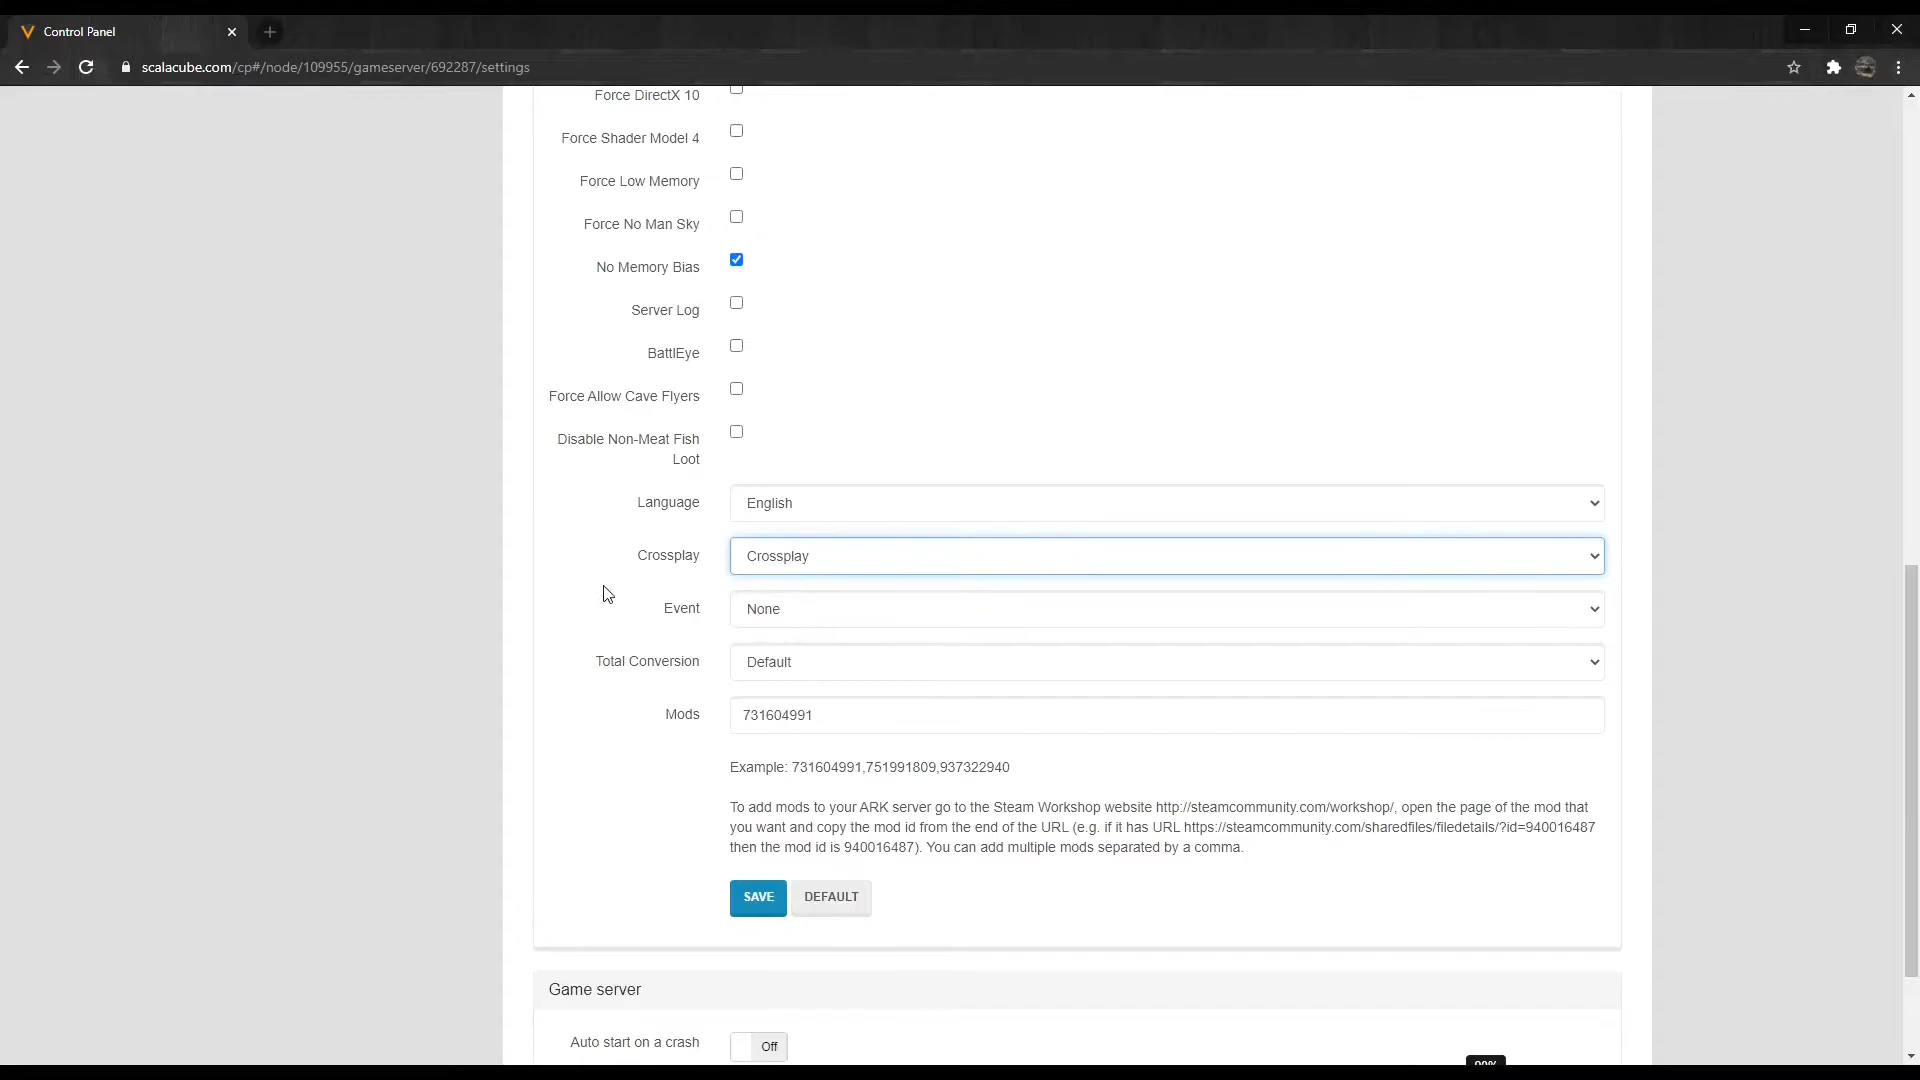 Control Panel
scalacube.com/cp#/node/109955/gameserver/692287/settings
Force DirectX 10
Force Shader Model 4
Force Low Memory
Force No Man Sky
No Memory Bias
Server Log
BattlEye
Force Allow Cave Flyers
Disable Non-Meat Fish
Loot
Language English
Crossplay Crossplay
Event None
Total Conversion Default
Mods 731604991
Example: 731604991,751991809,937322940
To add mods to your ARK server go to the Steam Workshop website http://steamcommunity.com/workshop/, open the page of the mod that
you want and copy the mod id from the end of the URL (e.g. if it has URL https://steamcommunity.com/sharedfiles/filedetails/?id=940016487
then the mod id is 940016487). You can add multiple mods separated by a comma.
SAVE DEFAULT
Game server
Auto start on a crash Off